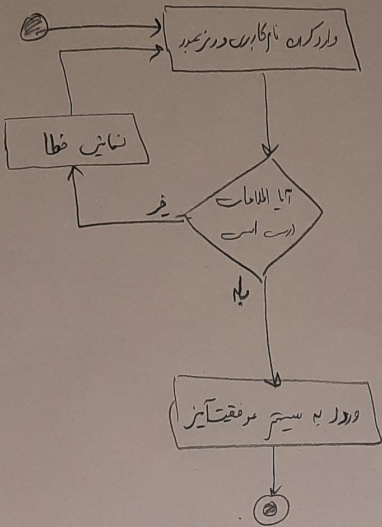 وارد کردن نام کاربری و رمز عبور
نمایش خطا
آیا اطلاعات
درست است
خیر
بله
ورود به سیستم موفقیت‌آمیز